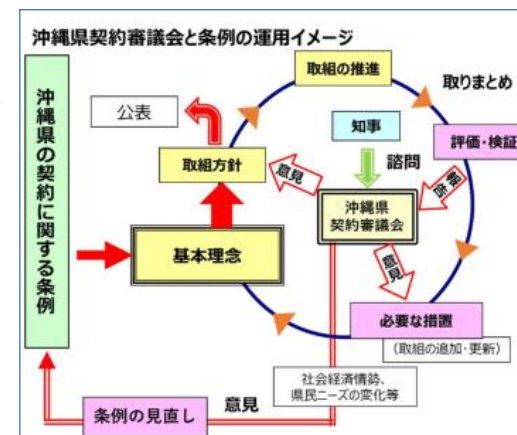 沖縄県契約審議会と条例の運用イメージ
取組の推進
取りまとめ
公表
知事
評価・検証
諮問
取組方針
意見
報告
沖縄県
契約審議会
沖縄県の契約に関する条例
基本理念
意見
必要な措置
(取組の追加・更新)
社会経済情勢、
県民ニーズの変化等
条例の見直し
意見